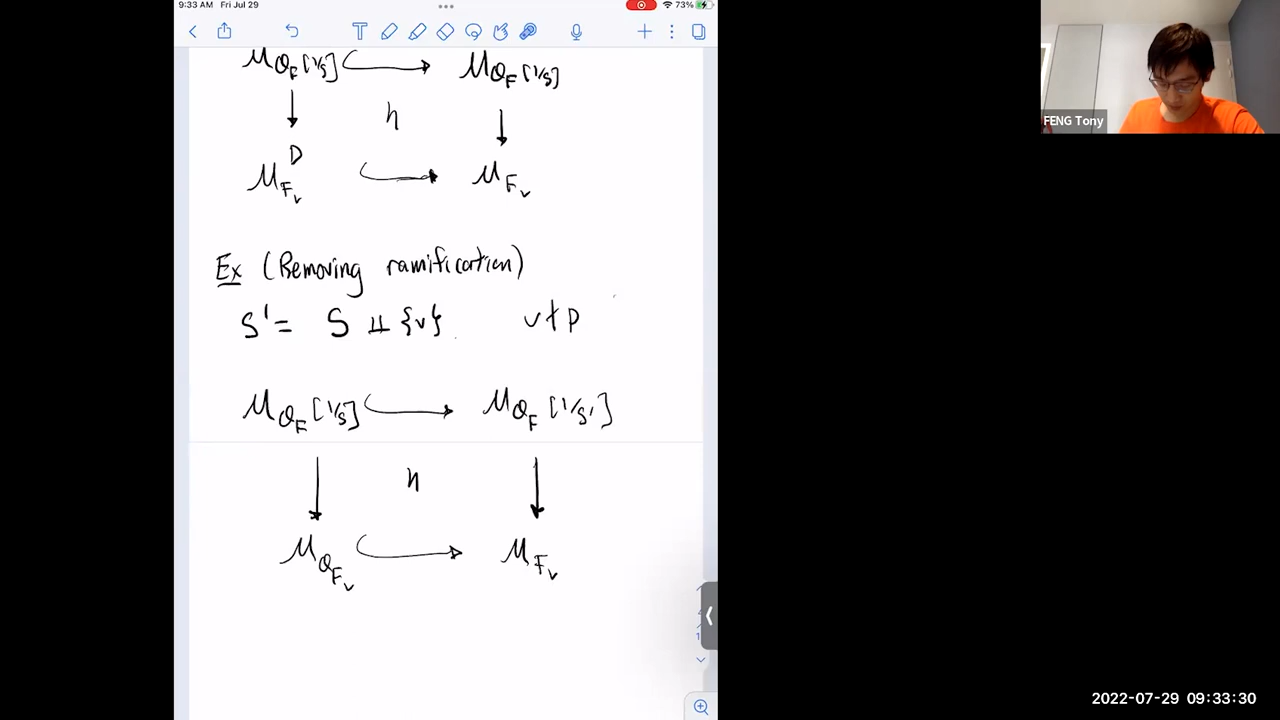 9:33 AM Fri Jul 29
73%
T
M_{O_F[1/S]} ↪ M_{O_F[1/S]}
↓ h ↓
M^D_{F_v} ↪ M_{F_v}
Ex (Removing ramification)
S' = S ⊔ {v}. v∤p
M_{O_F[1/S]} ↪ M_{O_F[1/S']}
↓ h ↓
M_{O_{F_v}} ↪ M_{F_v}
FENG Tony
2022-07-29 09:33:30